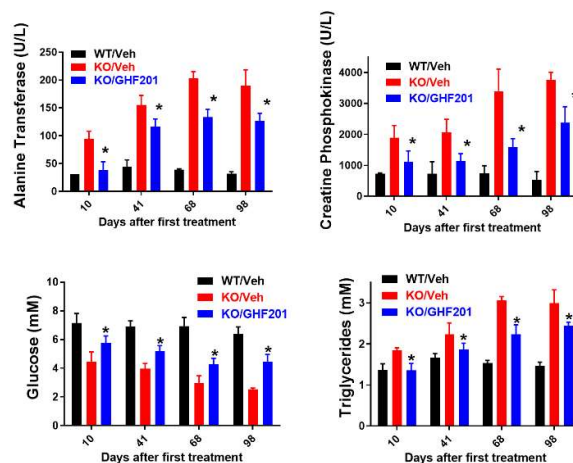 Alanine Transferase (U/L)
250
200
150
100
50
0
WT/Veh
KO/Veh
KO/GHF201
*
*
*
*
10
41
68
98
Days after first treatment
Creatine Phosphokinase (U/L)
4000
3000
2000
1000
0
WT/Veh
KO/Veh
KO/GHF201
*
*
*
10
41
68
98
Days after first treatment
Glucose (mM)
8
6
4
2
0
WT/Veh
KO/Veh
KO/GHF201
*
*
*
*
10
41
68
98
Days after first treatment
Triglycerides (mM)
3
2
1
0
WT/Veh
KO/Veh
KO/GHF201
*
*
*
*
10
41
68
98
Days after first treatment